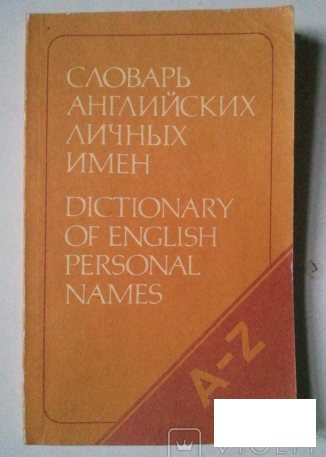 СЛОВАРЬ
АНГЛИЙСКИХ
ЛИЧНЫХ
ИМЕН
DICTIONARY
OF ENGLISH
PERSONAL
NAMES
A-Z